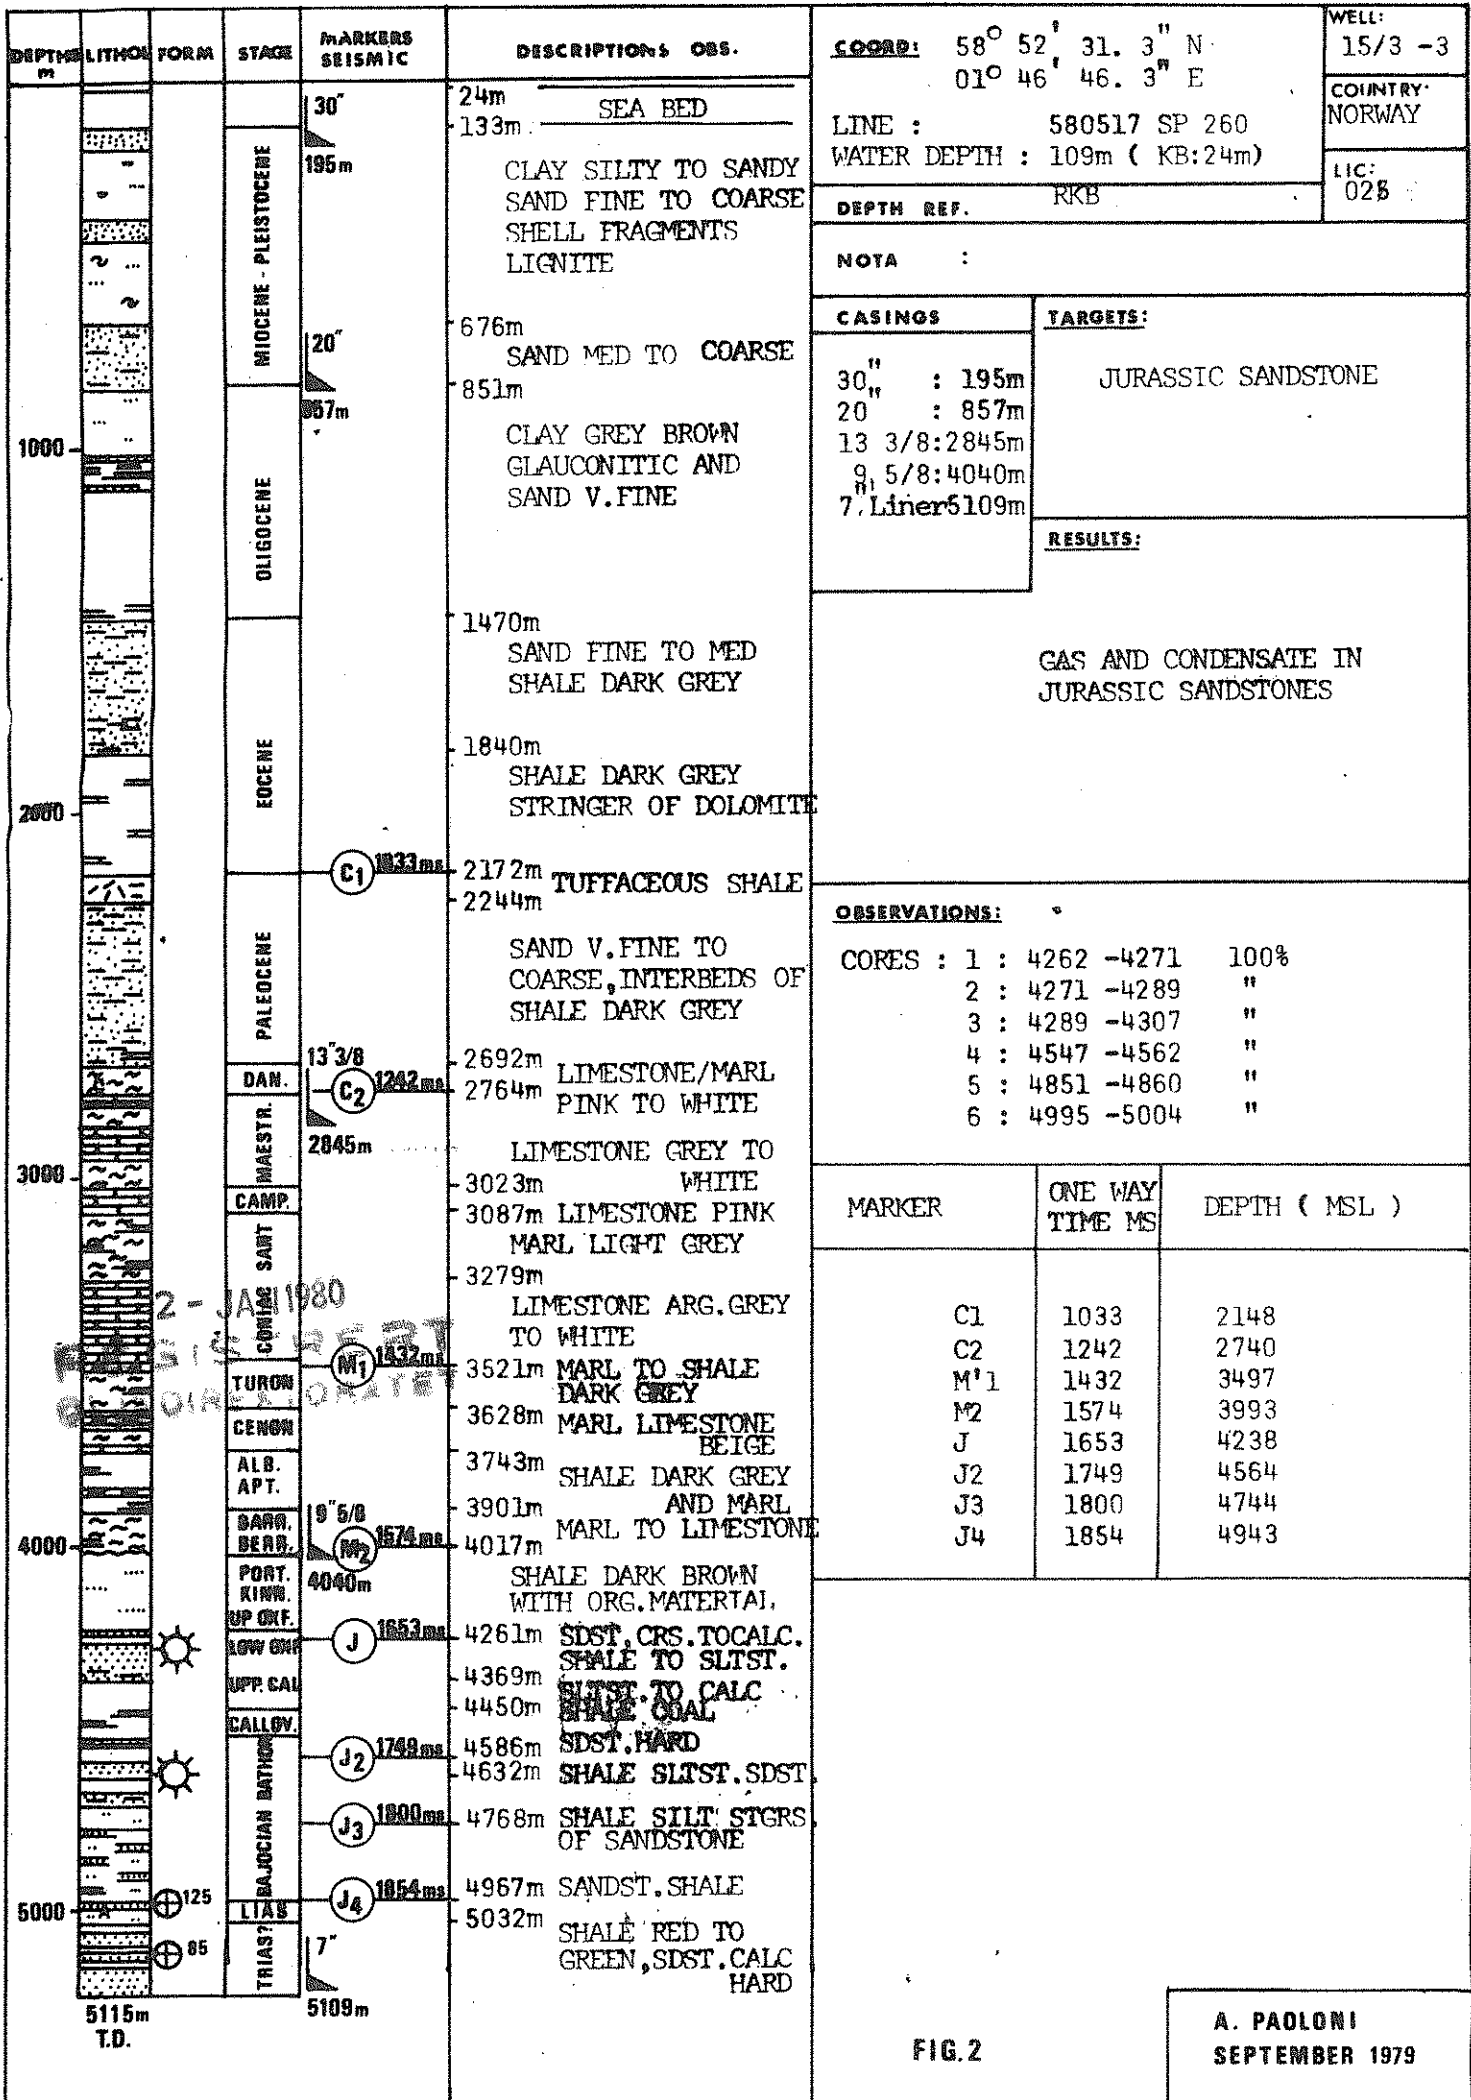 DEPTHS m
LITHOL
FORM
STAGE
MARKERS SEISMIC
DESCRIPTIONS OBS.
COORD: 58° 52' 31. 3" N
01° 46' 46. 3" E
LINE : 580517 SP 260
WATER DEPTH : 109m ( KB:24m)
DEPTH REF. RKB
WELL:
15/3 -3
COUNTRY:
NORWAY
LIC:
025
NOTA :
CASINGS
30" : 195m
20" : 857m
13 3/8:2845m
9 5/8:4040m
7" Liner5109m
TARGETS:
JURASSIC SANDSTONE
RESULTS:
GAS AND CONDENSATE IN
JURASSIC SANDSTONES
OBSERVATIONS:
CORES : 1 : 4262 -4271 100%
2 : 4271 -4289 "
3 : 4289 -4307 "
4 : 4547 -4562 "
5 : 4851 -4860 "
6 : 4995 -5004 "
MARKER ONE WAY TIME MS DEPTH ( MSL )
C1 1033 2148
C2 1242 2740
M'1 1432 3497
M2 1574 3993
J 1653 4238
J2 1749 4564
J3 1800 4744
J4 1854 4943
1000
2000
3000
4000
5000
5115m
T.D.
125
85
MIOCENE - PLEISTOCENE
OLIGOCENE
EOCENE
PALEOCENE
DAN.
MAESTR.
CAMP.
CONIAC SANT
TURON
CENON
ALB.
APT.
BARR.
BERR.
PORT.
KIMM.
UP OXF.
LOW OXF
UPP. CAL
CALLOV.
BAJOCIAN BATHON
LIAS
TRIAS?
30"
195m
20"
857m
C1 1033ms
13"3/8
C2 1242ms
2845m
M1 1432ms
9"5/8
M2 1574ms
4040m
J 1653ms
J2 1749ms
J3 1800ms
J4 1854ms
7"
5109m
24m
SEA BED
133m
CLAY SILTY TO SANDY
SAND FINE TO COARSE
SHELL FRAGMENTS
LIGNITE
676m
SAND MED TO COARSE
851m
CLAY GREY BROWN
GLAUCONITIC AND
SAND V.FINE
1470m
SAND FINE TO MED
SHALE DARK GREY
1840m
SHALE DARK GREY
STRINGER OF DOLOMITE
2172m TUFFACEOUS SHALE
2244m
SAND V.FINE TO
COARSE,INTERBEDS OF
SHALE DARK GREY
2692m LIMESTONE/MARL
2764m PINK TO WHITE
LIMESTONE GREY TO
3023m WHITE
3087m LIMESTONE PINK
MARL LIGHT GREY
3279m
LIMESTONE ARG.GREY
TO WHITE
3521m MARL TO SHALE
DARK GREY
3628m MARL LIMESTONE
BEIGE
3743m
SHALE DARK GREY
3901m AND MARL
MARL TO LIMESTONE
4017m
SHALE DARK BROWN
WITH ORG.MATERIAL
4261m SDST,CRS.TOCALC.
SHALE TO SLTST.
4369m SLTST.TO CALC
4450m SHALE COAL
4586m SDST.HARD
4632m SHALE SLTST.SDST.
4768m SHALE SILT STGRS
OF SANDSTONE
4967m SANDST.SHALE
5032m
SHALE RED TO
GREEN,SDST.CALC
HARD
2 - JAN 1980
REGISTRERT
OLJEDIREKTORATET
FIG.2
A. PAOLONI
SEPTEMBER 1979